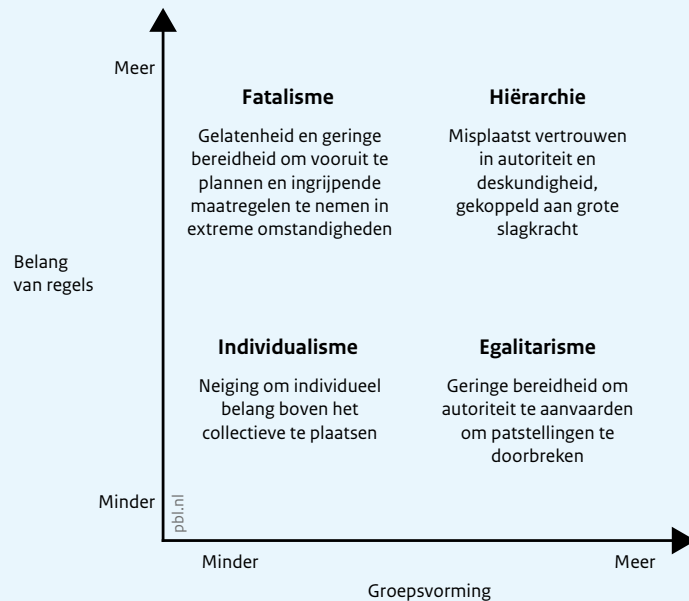 Meer
Fatalisme
Gelatenheid en geringe
bereidheid om vooruit te
plannen en ingrijpende
maatregelen te nemen in
extreme omstandigheden
Hiërarchie
Misplaatst vertrouwen
in autoriteit en
deskundigheid,
gekoppeld aan grote
slagkracht
Belang
van regels
Individualisme
Neiging om individueel
belang boven het
collectieve te plaatsen
Egalitarisme
Geringe bereidheid om
autoriteit te aanvaarden
om patstellingen te
doorbreken
Minder
pbl.nl
Minder
Meer
Groepsvorming